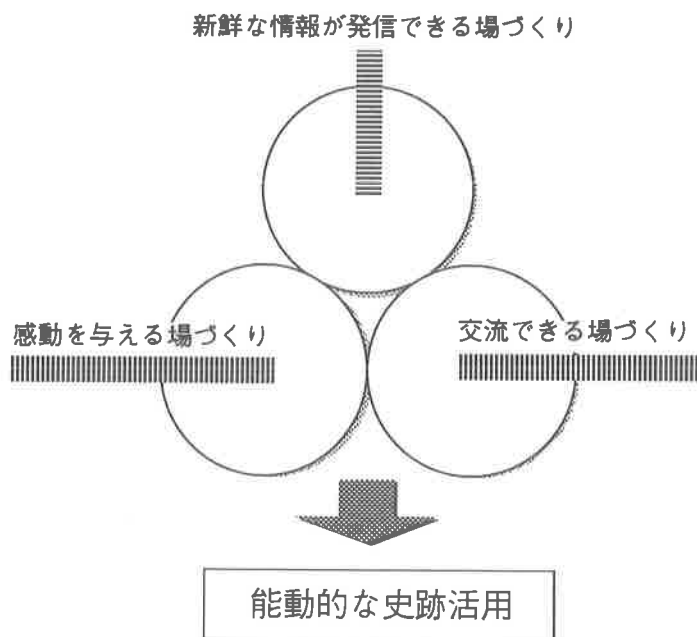 新鮮な情報が発信できる場づくり
感動を与える場づくり
交流できる場づくり
能動的な史跡活用